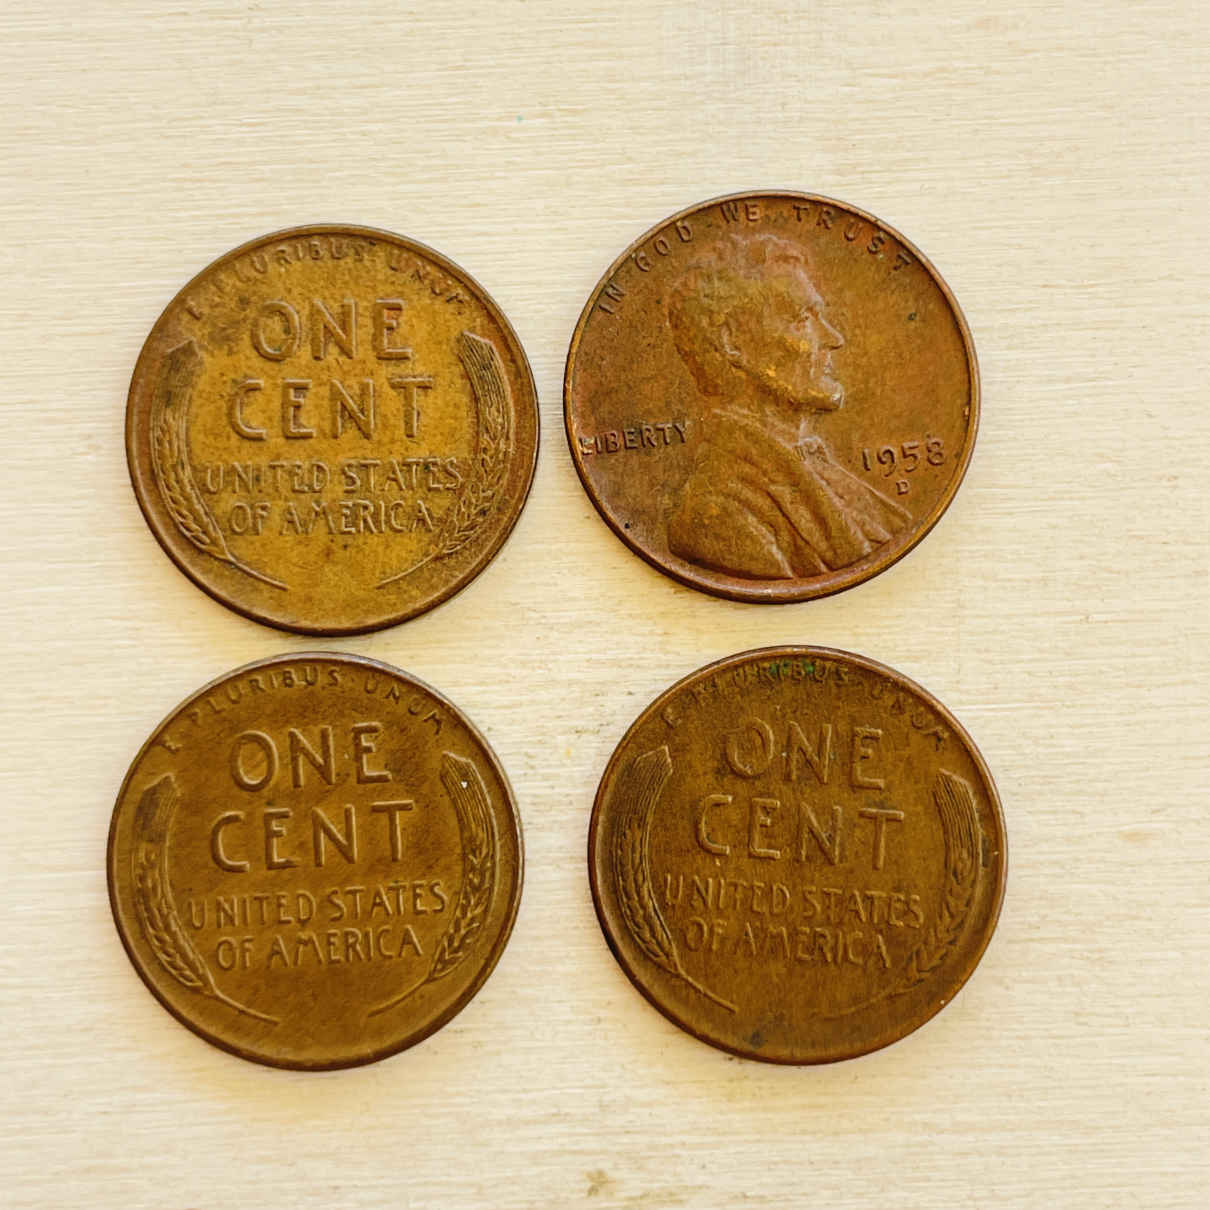 E·PLURIBUS·UNUM
ONE
CENT
UNITED STATES
OF AMERICA
IN GOD WE TRUST
LIBERTY
1958
D
E·PLURIBUS·UNUM
ONE
CENT
UNITED STATES
OF AMERICA
E·PLURIBUS·UNUM
ONE
CENT
UNITED STATES
OF AMERICA